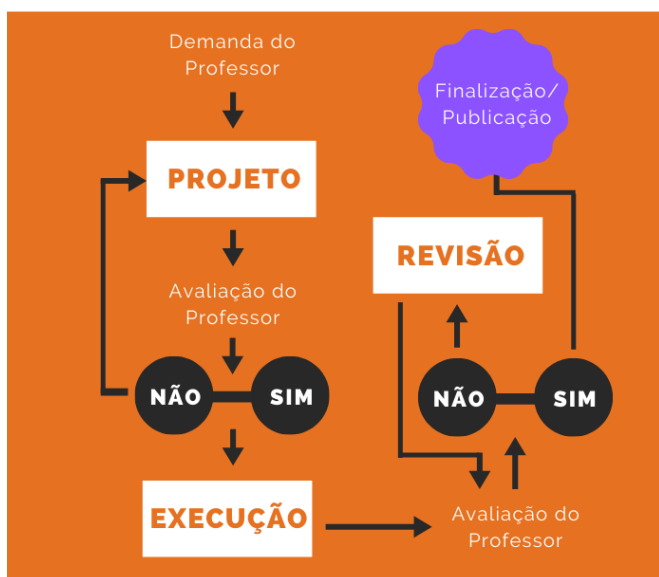 Demanda do
Professor
PROJETO
Avaliação do
Professor
NÃO
SIM
EXECUÇÃO
Finalização/
Publicação
REVISÃO
NÃO
SIM
Avaliação do
Professor